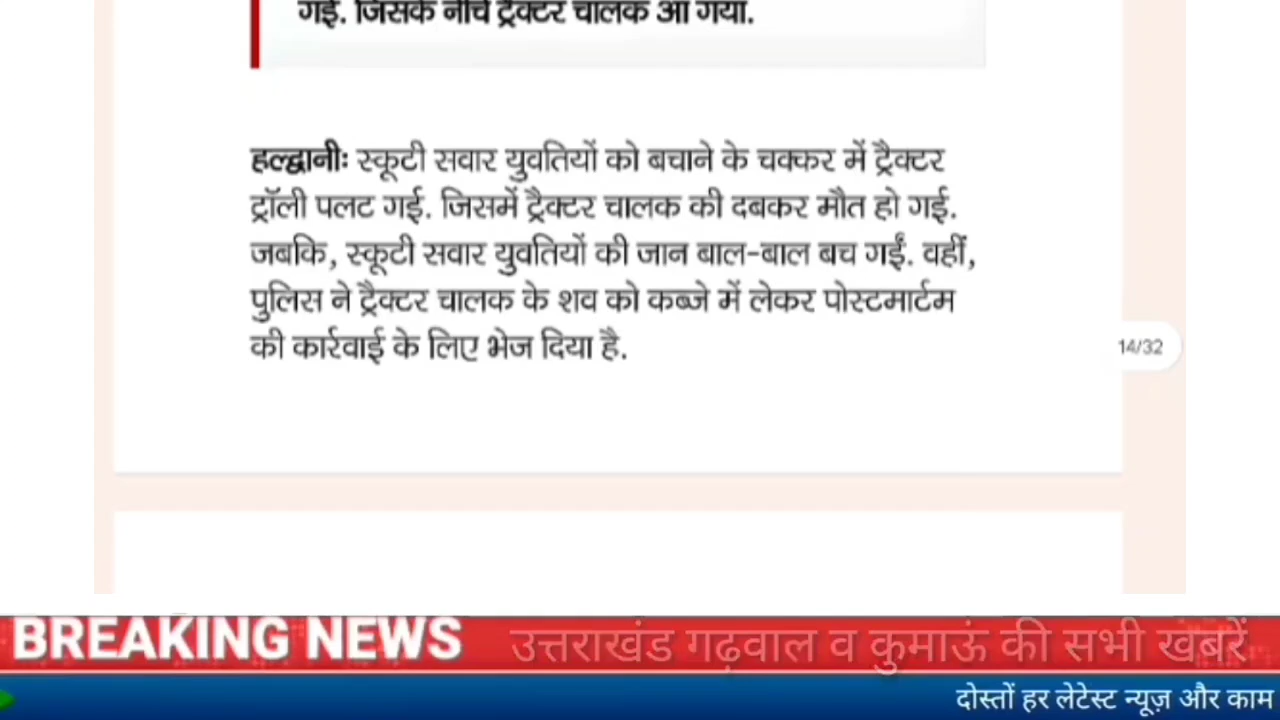 गई. जिसके नीचे ट्रैक्टर चालक आ गया.
हल्द्वानीः स्कूटी सवार युवतियों को बचाने के चक्कर में ट्रैक्टर
ट्रॉली पलट गई. जिसमें ट्रैक्टर चालक की दबकर मौत हो गई.
जबकि, स्कूटी सवार युवतियों की जान बाल-बाल बच गईं. वहीं,
पुलिस ने ट्रैक्टर चालक के शव को कब्जे में लेकर पोस्टमार्टम
की कार्रवाई के लिए भेज दिया है.
14/32
BREAKING NEWS उत्तराखंड गढ़वाल व कुमाऊं की सभी खबरें
दोस्तों हर लेटेस्ट न्यूज़ और काम